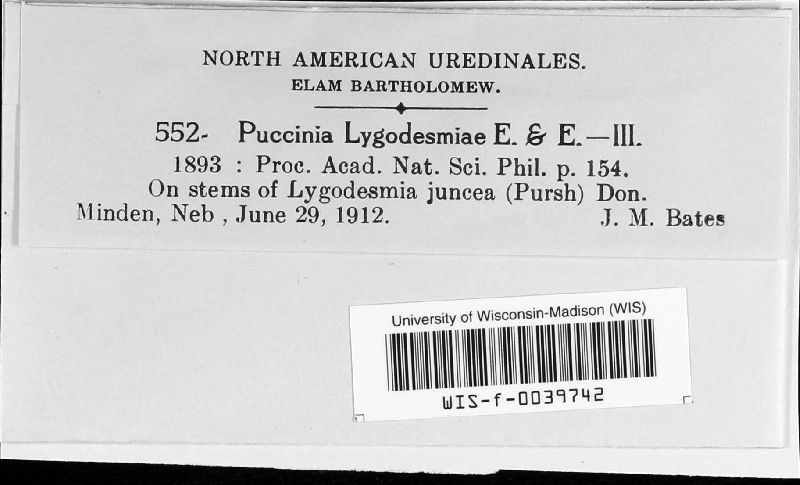 NORTH AMERICAN UREDINALES.
ELAM BARTHOLOMEW.
552- Puccinia Lygodesmiae E. & E.—III.
1893 : Proc. Acad. Nat. Sci. Phil. p. 154.
On stems of Lygodesmia juncea (Pursh) Don.
Minden, Neb , June 29, 1912. J. M. Bates
University of Wisconsin-Madison (WIS)
WIS-f-0039742